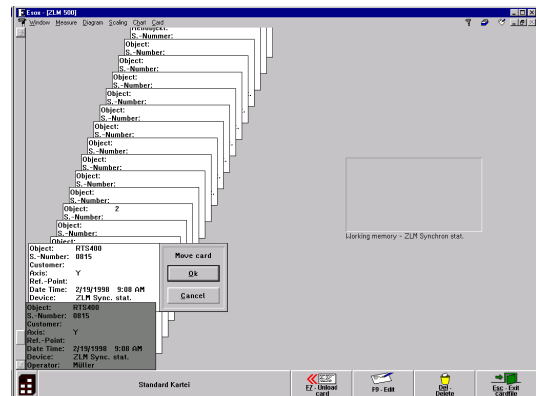 Esox - [ZLM 500]
Window Measure Diagram Scaling Chart Card
S.-Nummer:
Object:
S.-Number:
Object:
S.-Number:
Object:
S.-Number:
Object:
S.-Number:
Object:
S.-Number:
Object:
S.-Number:
Object:
S.-Number:
Object:
S.-Number:
Object:
S.-Number:
Object:
S.-Number:
Object: 2
S.-Number:
Object:
S.-Number:
Object:
Object: RTS400
S.-Number: 0815
Customer:
Axis: Y
Ref.-Point:
Date Time: 2/19/1998 9:08 AM
Device: ZLM Sync. stat.
Move card
Ok
Cancel
Object: RTS400
S.-Number: 0815
Customer:
Axis: Y
Ref.-Point:
Date Time: 2/19/1998 9:08 AM
Device: ZLM Sync. stat.
Operator: Müller
Working memory - ZLM Synchron stat.
Standard Kartei
F7 - Unload
card
F9 - Edit
Del -
Delete
Esc - Exit
cardfile